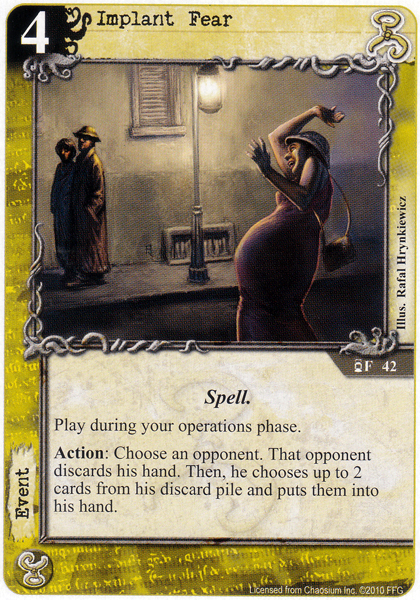 4
Implant Fear
Illus. Rafal Hrynkiewicz
F 42
Spell.
Play during your operations phase.
Action: Choose an opponent. That opponent
discards his hand. Then, he chooses up to 2
cards from his discard pile and puts them into
his hand.
Event
Licensed from Chaosium Inc. ©2010 FFG